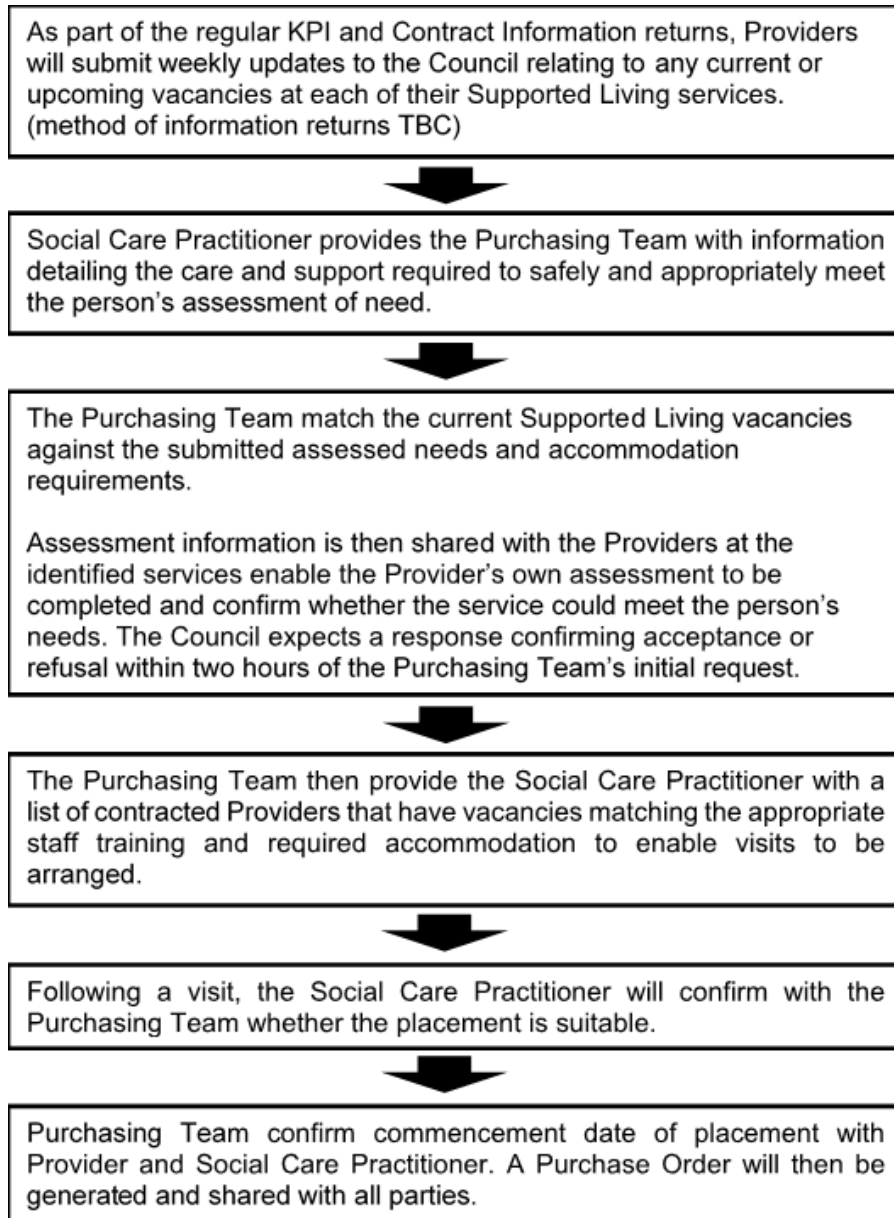 As part of the regular KPI and Contract Information returns, Providers
will submit weekly updates to the Council relating to any current or
upcoming vacancies at each of their Supported Living services.
(method of information returns TBC)
Social Care Practitioner provides the Purchasing Team with information
detailing the care and support required to safely and appropriately meet
the person's assessment of need.
The Purchasing Team match the current Supported Living vacancies
against the submitted assessed needs and accommodation
requirements.
Assessment information is then shared with the Providers at the
identified services enable the Provider's own assessment to be
completed and confirm whether the service could meet the person's
needs. The Council expects a response confirming acceptance or
refusal within two hours of the Purchasing Team's initial request.
The Purchasing Team then provide the Social Care Practitioner with a
list of contracted Providers that have vacancies matching the appropriate
staff training and required accommodation to enable visits to be
arranged.
Following a visit, the Social Care Practitioner will confirm with the
Purchasing Team whether the placement is suitable.
Purchasing Team confirm commencement date of placement with
Provider and Social Care Practitioner. A Purchase Order will then be
generated and shared with all parties.